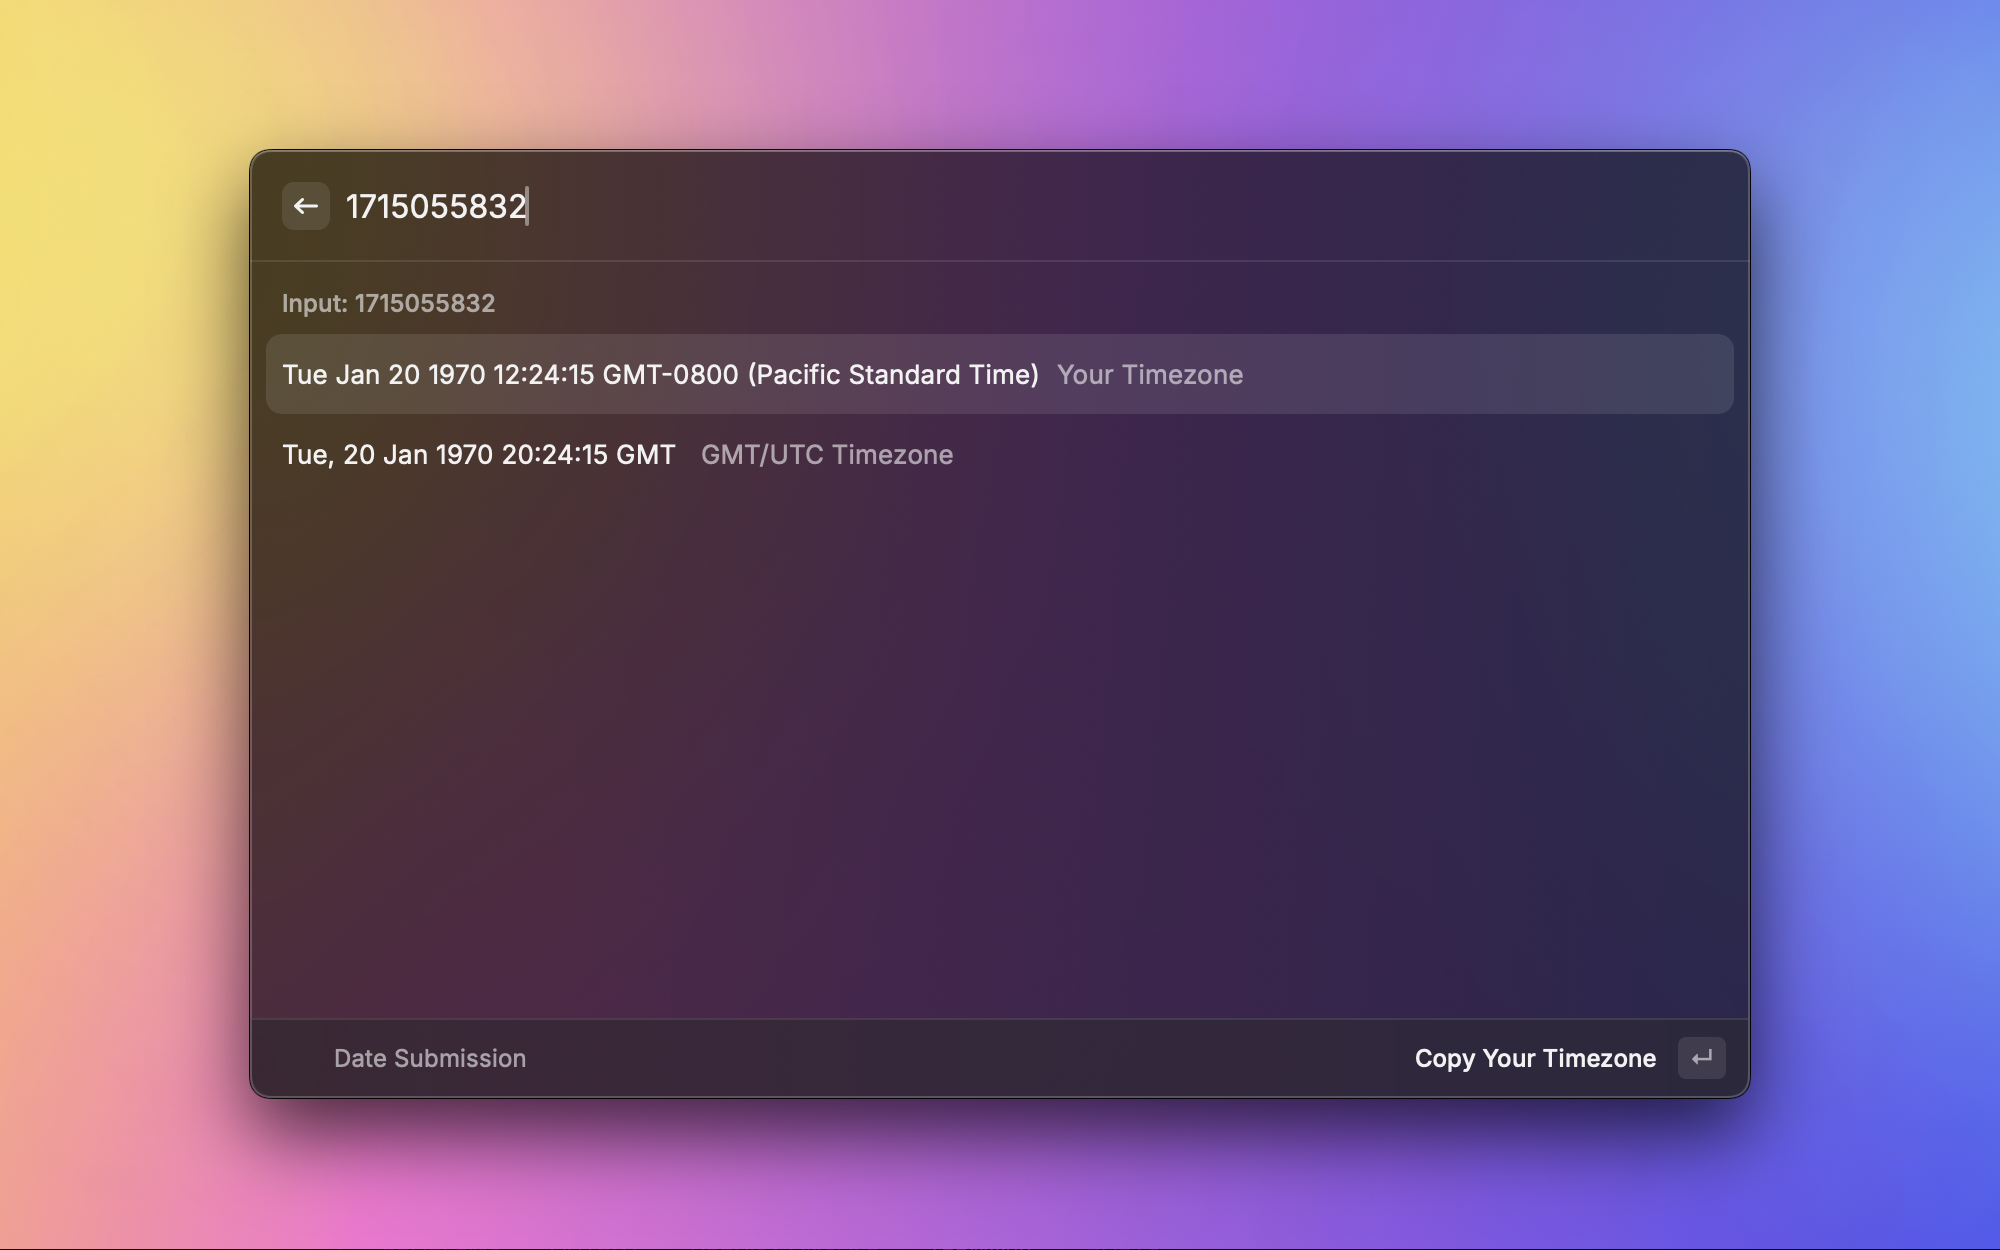 1715055832
Input: 1715055832
Tue Jan 20 1970 12:24:15 GMT-0800 (Pacific Standard Time) Your Timezone
Tue, 20 Jan 1970 20:24:15 GMT GMT/UTC Timezone
Date Submission
Copy Your Timezone